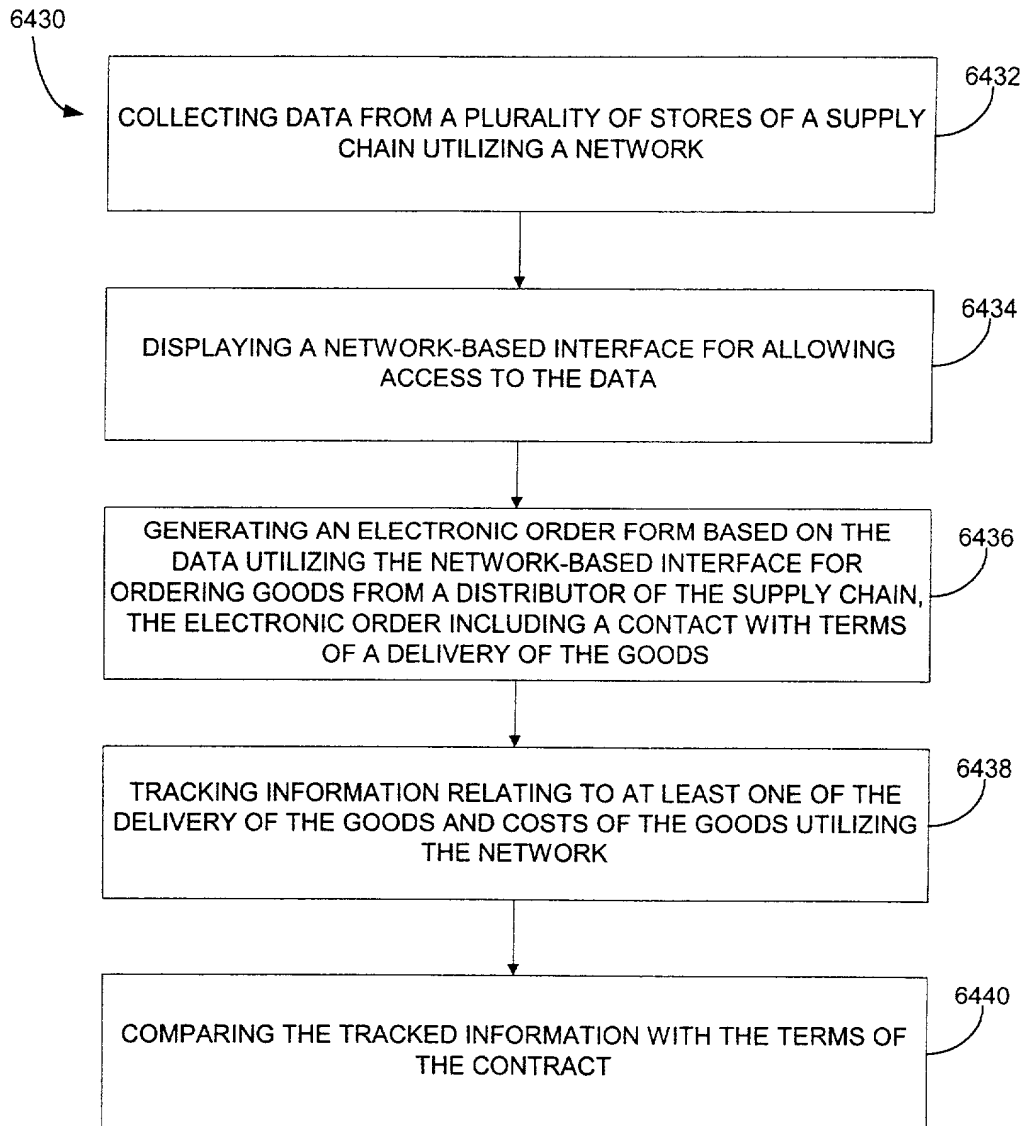 6430
6432
COLLECTING DATA FROM A PLURALITY OF STORES OF A SUPPLY
CHAIN UTILIZING A NETWORK
6434
DISPLAYING A NETWORK-BASED INTERFACE FOR ALLOWING
ACCESS TO THE DATA
6436
GENERATING AN ELECTRONIC ORDER FORM BASED ON THE
DATA UTILIZING THE NETWORK-BASED INTERFACE FOR
ORDERING GOODS FROM A DISTRIBUTOR OF THE SUPPLY CHAIN,
THE ELECTRONIC ORDER INCLUDING A CONTACT WITH TERMS
OF A DELIVERY OF THE GOODS
6438
TRACKING INFORMATION RELATING TO AT LEAST ONE OF THE
DELIVERY OF THE GOODS AND COSTS OF THE GOODS UTILIZING
THE NETWORK
6440
COMPARING THE TRACKED INFORMATION WITH THE TERMS OF
THE CONTRACT